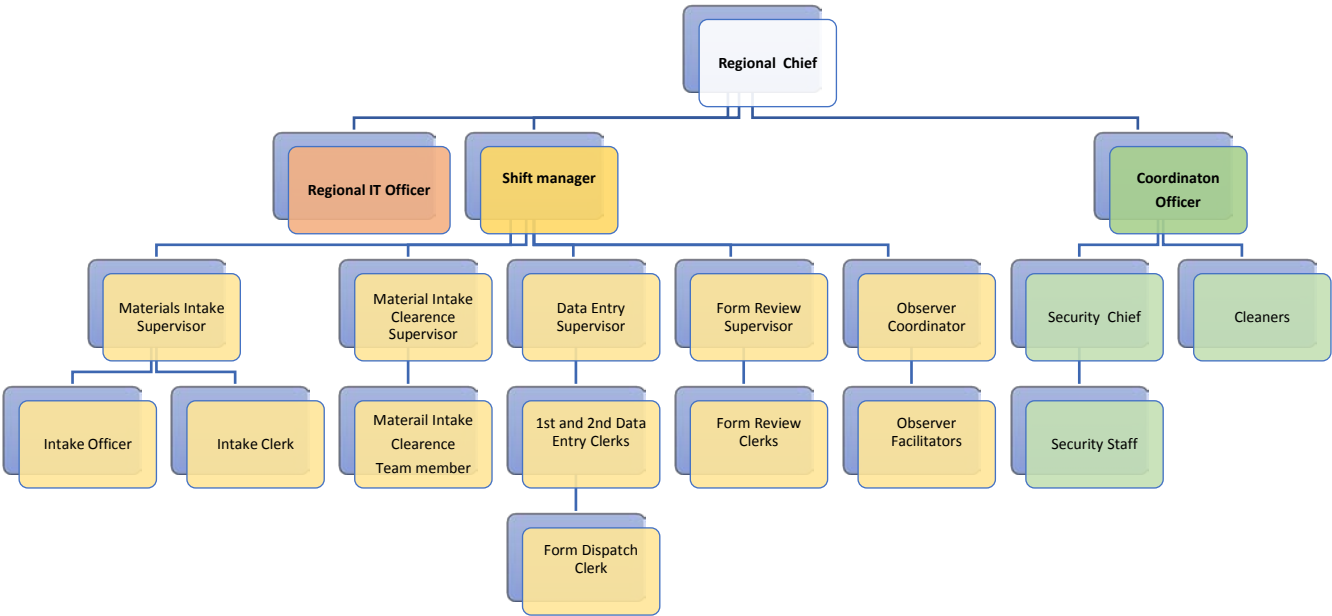 Regional Chief
Regional IT Officer
Shift manager
Coordinaton
Officer
Materials Intake
Supervisor
Material Intake
Clearence
Supervisor
Data Entry
Supervisor
Form Review
Supervisor
Observer
Coordinator
Security Chief
Cleaners
Intake Officer
Intake Clerk
Materail Intake
Clearence
Team member
1st and 2nd Data
Entry Clerks
Form Review
Clerks
Observer
Facilitators
Security Staff
Form Dispatch
Clerk